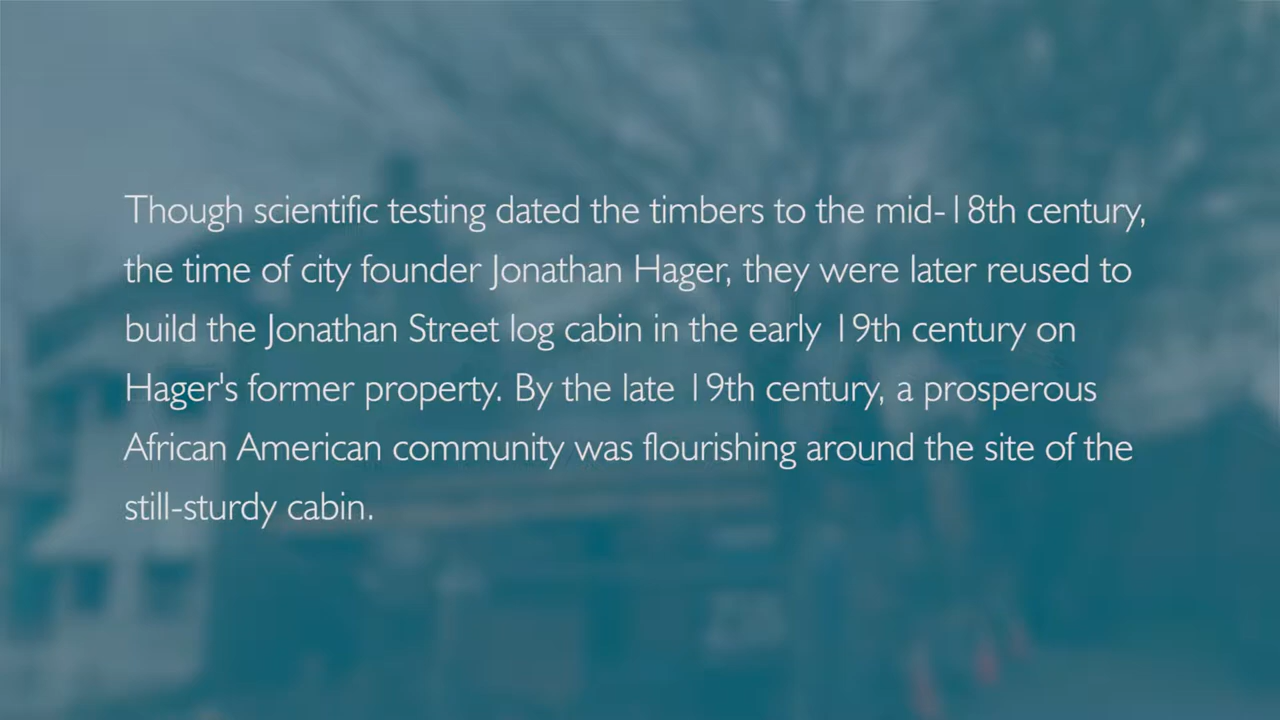 Though scientific testing dated the timbers to the mid-18th century,
the time of city founder Jonathan Hager, they were later reused to
build the Jonathan Street log cabin in the early 19th century on
Hager's former property. By the late 19th century, a prosperous
African American community was flourishing around the site of the
still-sturdy cabin.